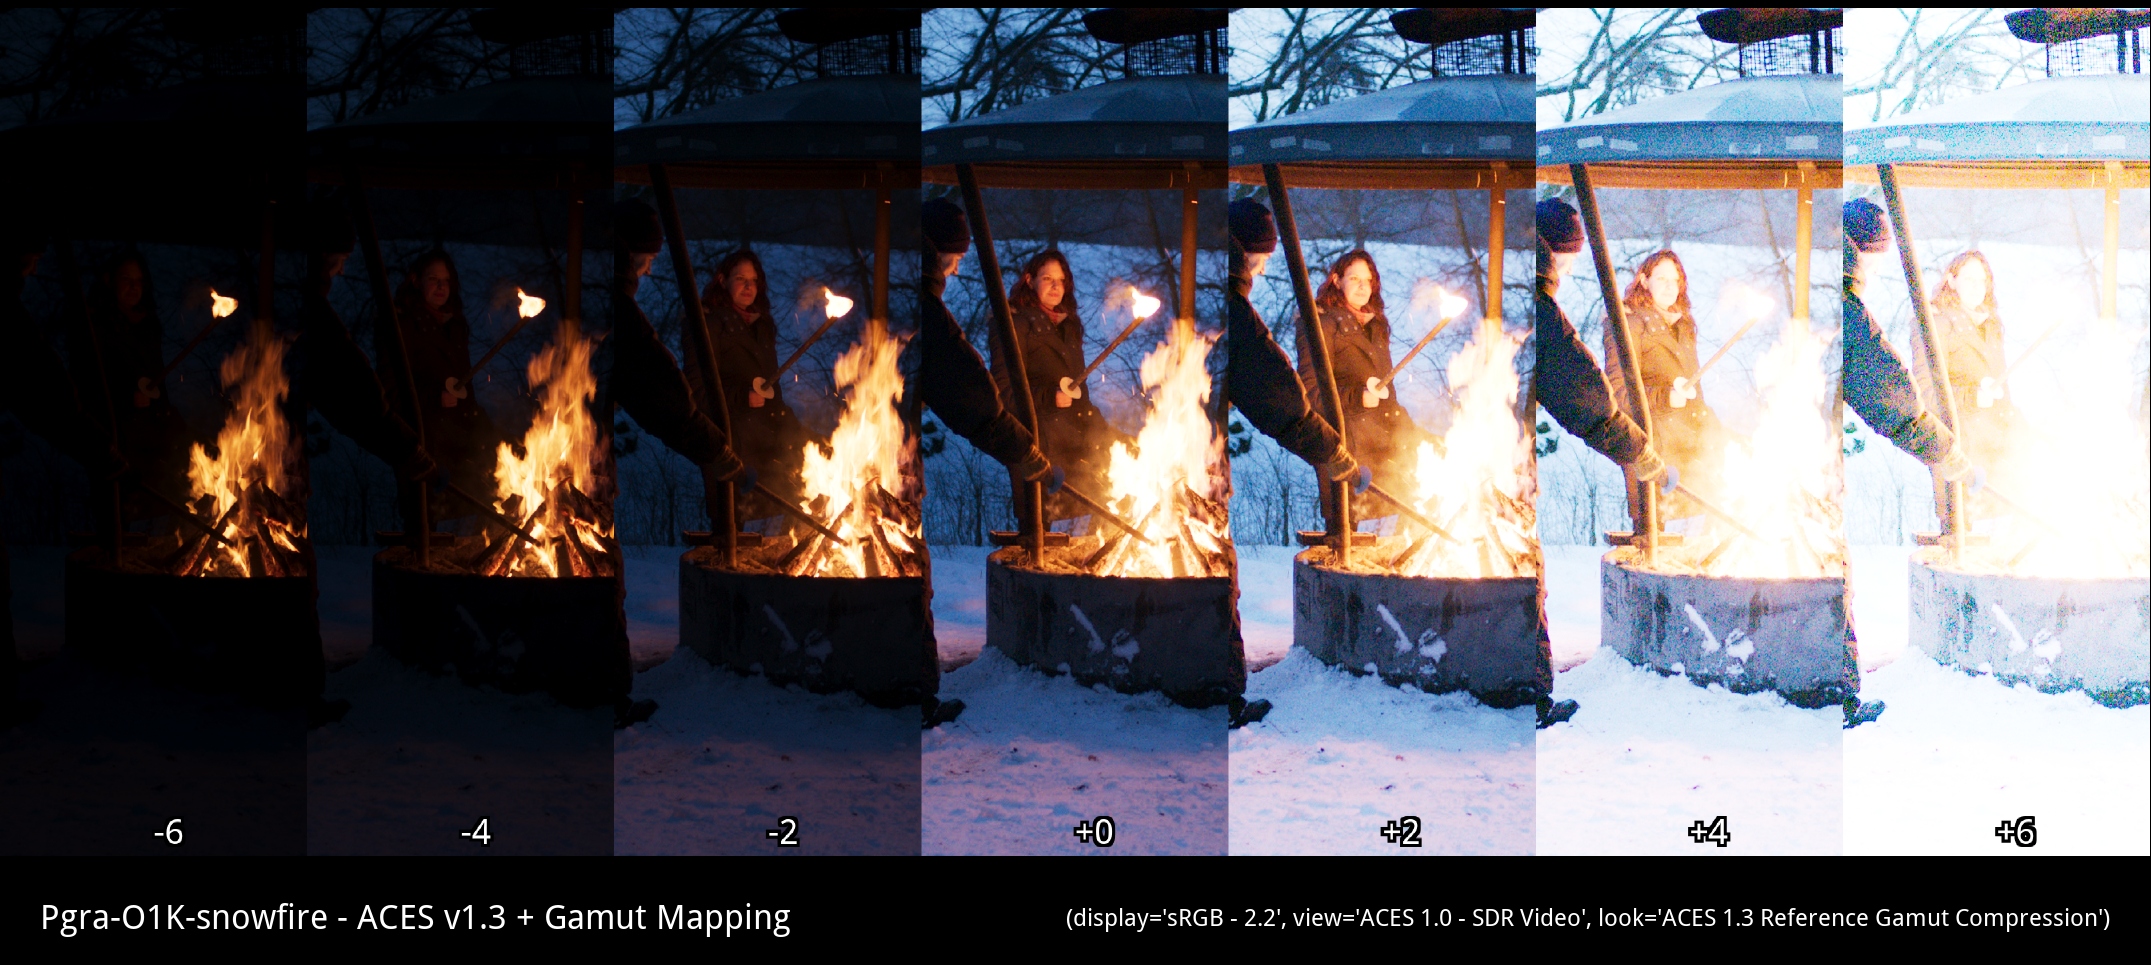 -6 -4 -2 +0 +2 +4 +6
Pgra-O1K-snowfire - ACES v1.3 + Gamut Mapping (display='sRGB - 2.2', view='ACES 1.0 - SDR Video', look='ACES 1.3 Reference Gamut Compression')